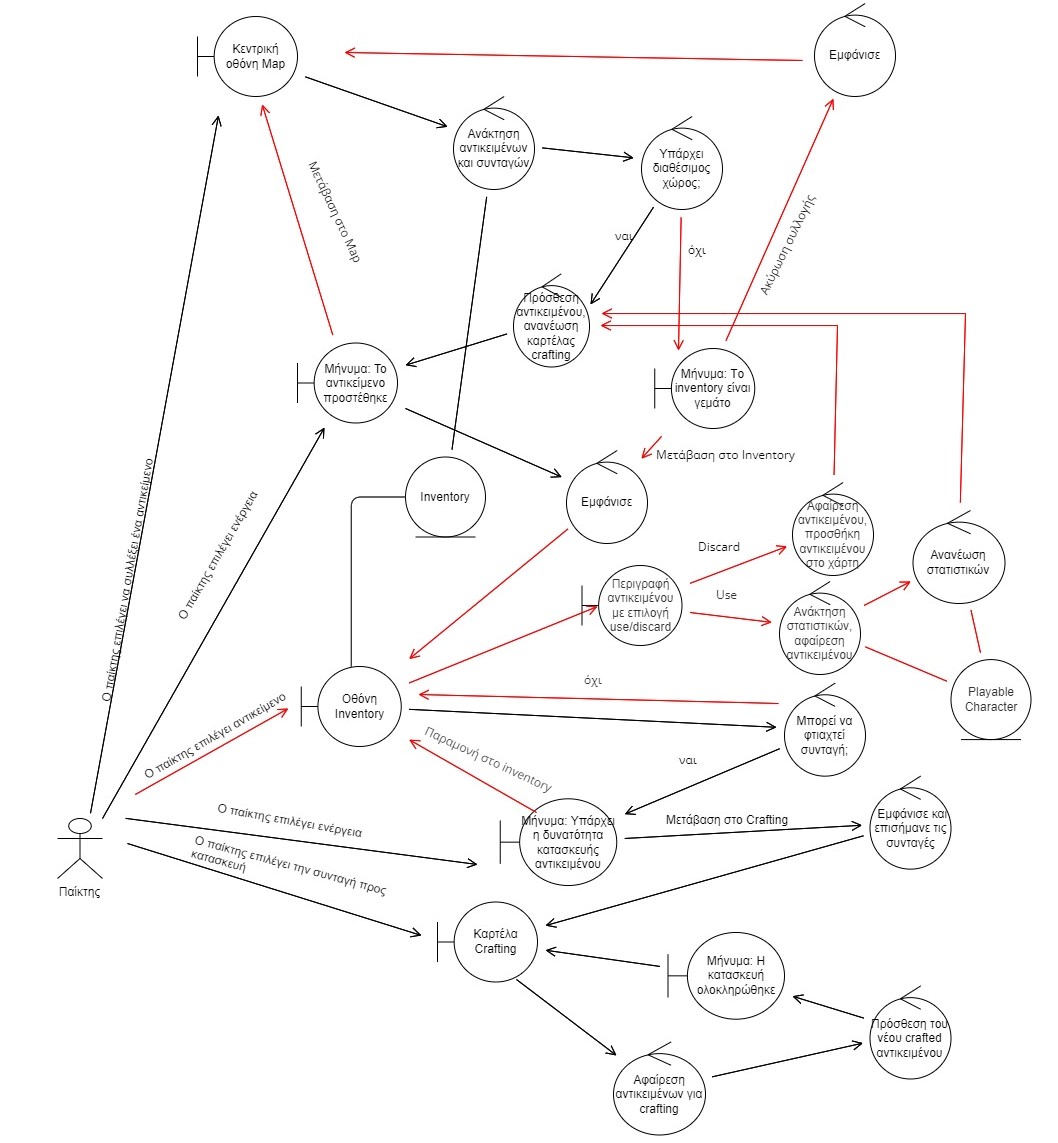 Κεντρική
οθόνη Map
Εμφάνισε
Ανάκτηση
αντικειμένων
και συνταγών
Υπάρχει
διαθέσιμος
χώρος;
Μετάβαση στο Map
ναι
όχι
Ακύρωση συλλογής
Πρόσθεση
αντικειμένου,
ανανέωση
καρτέλας
crafting
Μήνυμα: Το
αντικείμενο
προστέθηκε
Μήνυμα: Το
inventory είναι
γεμάτο
Μετάβαση στο Inventory
Ο παίκτης επιλέγει να συλλέξει ένα αντικείμενο
Ο παίκτης επιλέγει ενέργεια
Inventory
Εμφάνισε
Αφαίρεση
αντικειμένου,
προσθήκη
αντικειμένου
στο χάρτη
Ανανέωση
στατιστικών
Discard
Περιγραφή
αντικειμένου
με επιλογή
use/discard
Use
Ανάκτηση
στατιστικών,
αφαίρεση
αντικειμένου
Playable
Character
όχι
Οθόνη
Inventory
Ο παίκτης επιλέγει αντικείμενο
Μπορεί να
φτιαχτεί
συνταγή;
Παραμονή στο inventory
ναι
Ο παίκτης επιλέγει ενέργεια
Μήνυμα: Υπάρχει
η δυνατότητα
κατασκευής
αντικειμένου
Μετάβαση στο Crafting
Εμφάνισε και
επισήμανε τις
συνταγές
Ο παίκτης επιλέγει την συνταγή προς
κατασκευή
Παίκτης
Καρτέλα
Crafting
Μήνυμα: Η
κατασκευή
ολοκληρώθηκε
Πρόσθεση του
νέου crafted
αντικειμένου
Αφαίρεση
αντικειμένων για
crafting